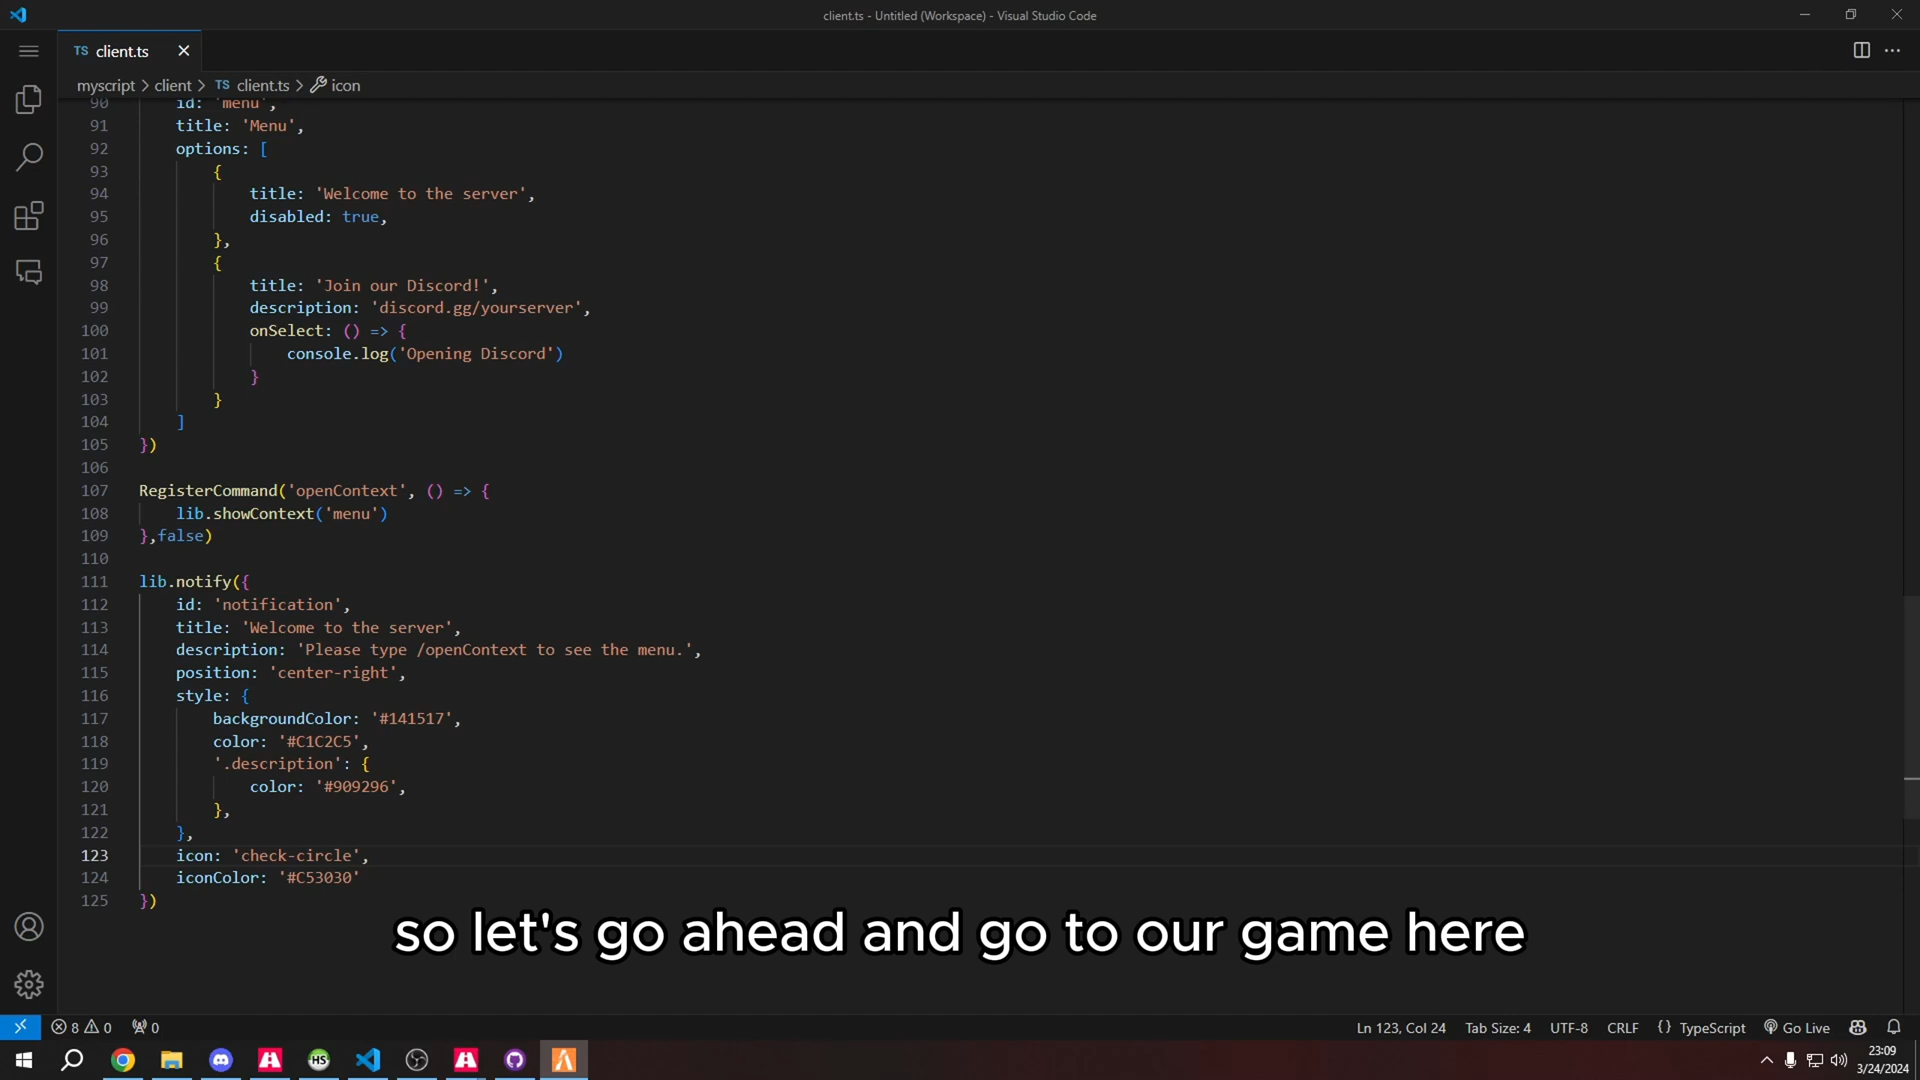 client.ts - Untitled (Workspace) - Visual Studio Code
TS client.ts
myscript > client > TS client.ts > icon
90 id: 'menu',
91 title: 'Menu',
92 options: [
93 {
94 title: 'Welcome to the server',
95 disabled: true,
96 },
97 {
98 title: 'Join our Discord!',
99 description: 'discord.gg/yourserver',
100 onSelect: () => {
101 console.log('Opening Discord')
102 }
103 }
104 ]
105 })
106
107 RegisterCommand('openContext', () => {
108 lib.showContext('menu')
109 },false)
110
111 lib.notify({
112 id: 'notification',
113 title: 'Welcome to the server',
114 description: 'Please type /openContext to see the menu.',
115 position: 'center-right',
116 style: {
117 backgroundColor: '#141517',
118 color: '#C1C2C5',
119 '.description': {
120 color: '#909296',
121 },
122 },
123 icon: 'check-circle',
124 iconColor: '#C53030'
125 })
so let's go ahead and go to our game here
8 0 0 Ln 123, Col 24 Tab Size: 4 UTF-8 CRLF {} TypeScript Go Live
HS
23:09
3/24/2024